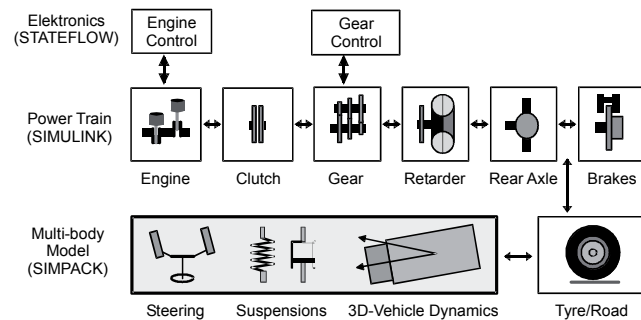 Elektronics
(STATEFLOW)
Engine
Control
Gear
Control
Power Train
(SIMULINK)
Engine
Clutch
Gear
Retarder
Rear Axle
Brakes
Multi-body
Model
(SIMPACK)
Steering
Suspensions
3D-Vehicle Dynamics
Tyre/Road